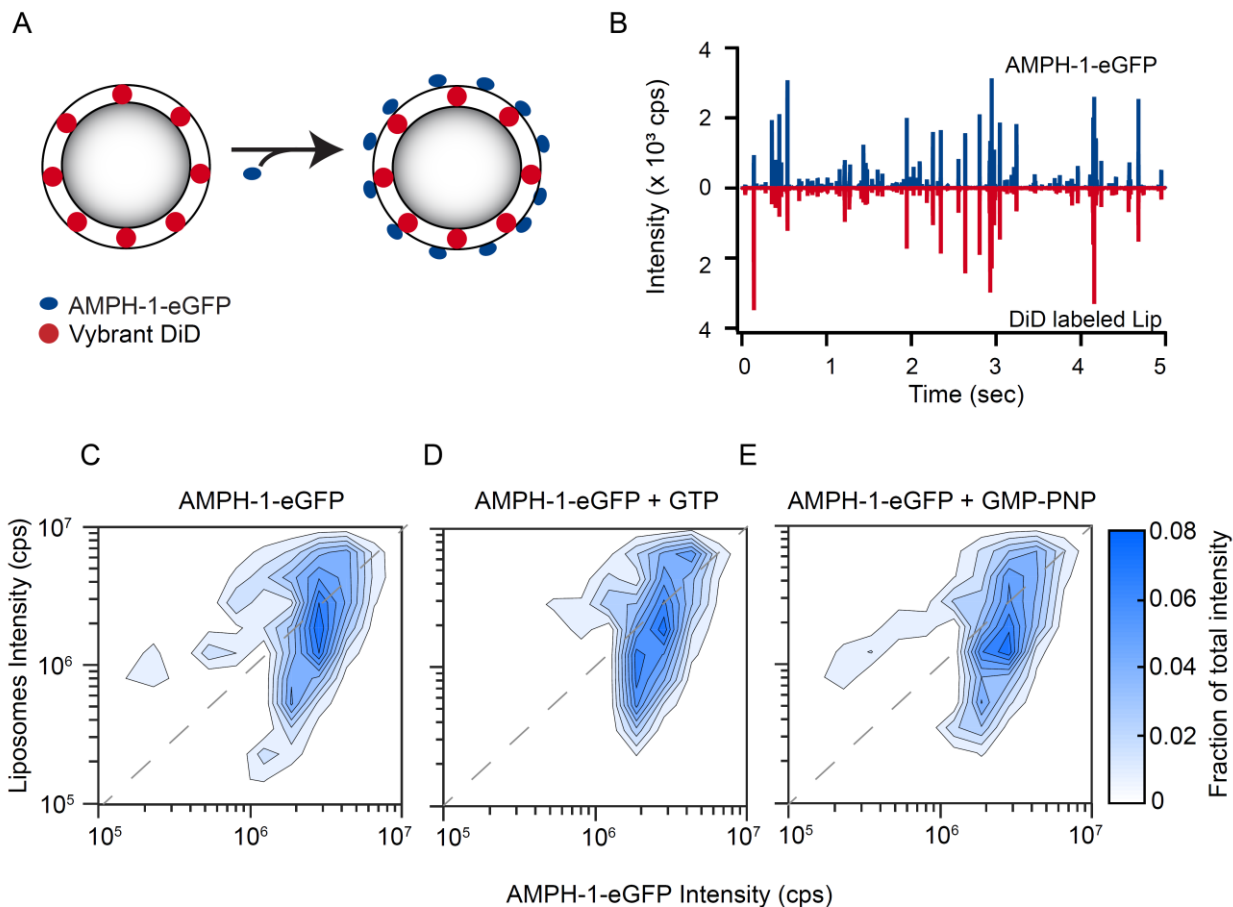 A
B
AMPH-1-eGFP
Vybrant DiD
4
2
0
2
4
Intensity (x 10³ cps)
AMPH-1-eGFP
DiD labeled Lip
0 1 2 3 4 5
Time (sec)
C
D
E
AMPH-1-eGFP
AMPH-1-eGFP + GTP
AMPH-1-eGFP + GMP-PNP
Liposomes Intensity (cps)
10⁷
10⁶
10⁵
10⁵ 10⁶ 10⁷
10⁵ 10⁶ 10⁷
10⁵ 10⁶ 10⁷
AMPH-1-eGFP Intensity (cps)
0.08
0.06
0.04
0.02
0
Fraction of total intensity